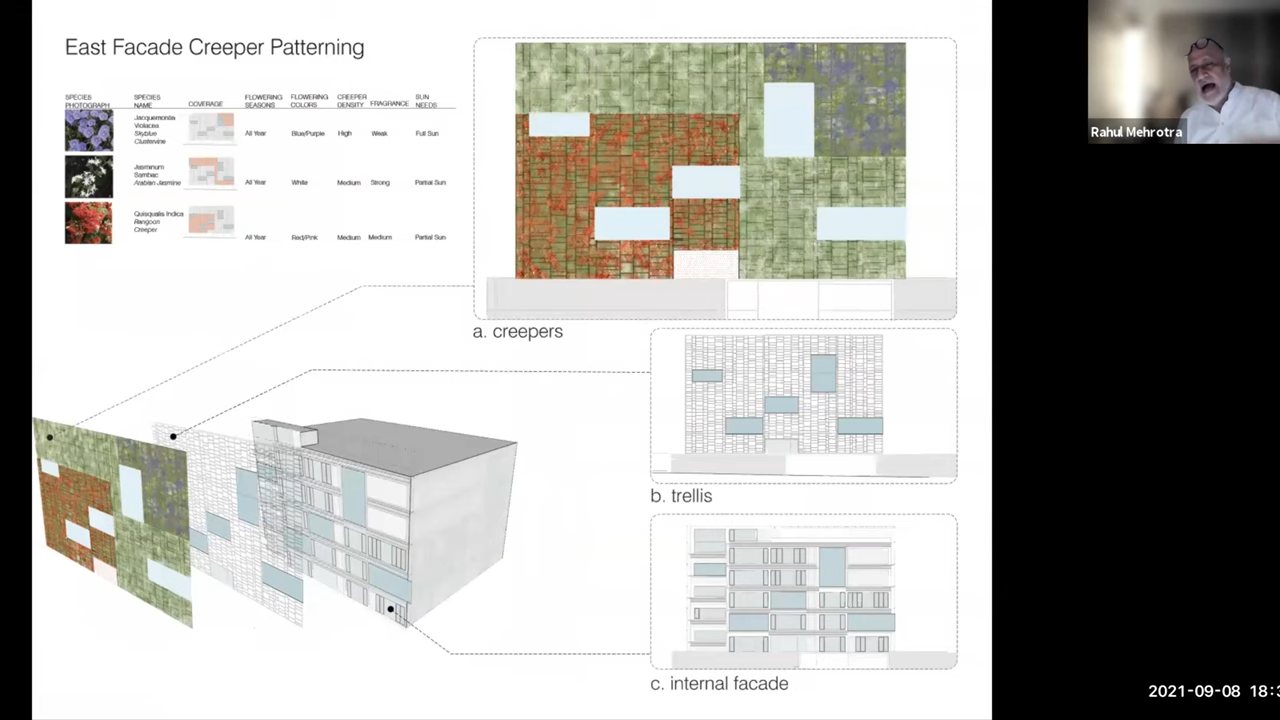 East Facade Creeper Patterning
SPECIES PHOTOGRAPH
SPECIES NAME
COVERAGE
FLOWERING SEASONS
FLOWERING COLORS
CREEPER DENSITY
FRAGRANCE
SUN NEEDS
Jacquemontia
Violacea
Skyblue
Clustervine
All Year
Blue/Purple
High
Weak
Full Sun
Jasminum
Sambac
Arabian Jasmine
All Year
White
Medium
Strong
Partial Sun
Quisqualis Indica
Rangoon
Creeper
All Year
Red/Pink
Medium
Medium
Partial Sun
a. creepers
b. trellis
c. internal facade
Rahul Mehrotra
2021-09-08 18:3